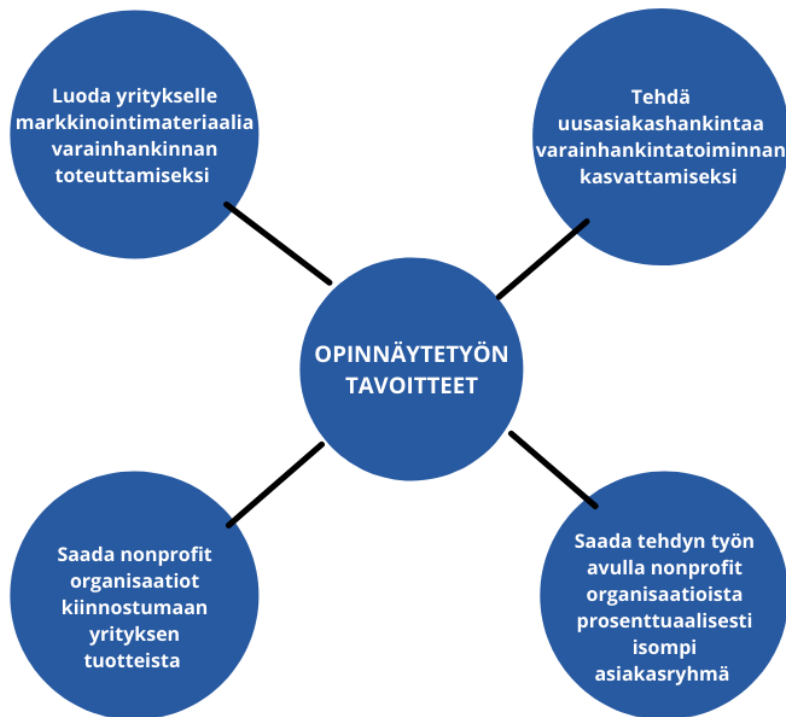 Luoda yritykselle
markkinointimateriaalia
varainhankinnan
toteuttamiseksi
Tehdä
uusasiakashankintaa
varainhankintatoiminnan
kasvattamiseksi
OPINNÄYTETYÖN
TAVOITTEET
Saada nonprofit
organisaatiot
kiinnostumaan
yrityksen
tuotteista
Saada tehdyn työn
avulla nonprofit
organisaatioista
prosenttuaalisesti
isompi
asiakasryhmä